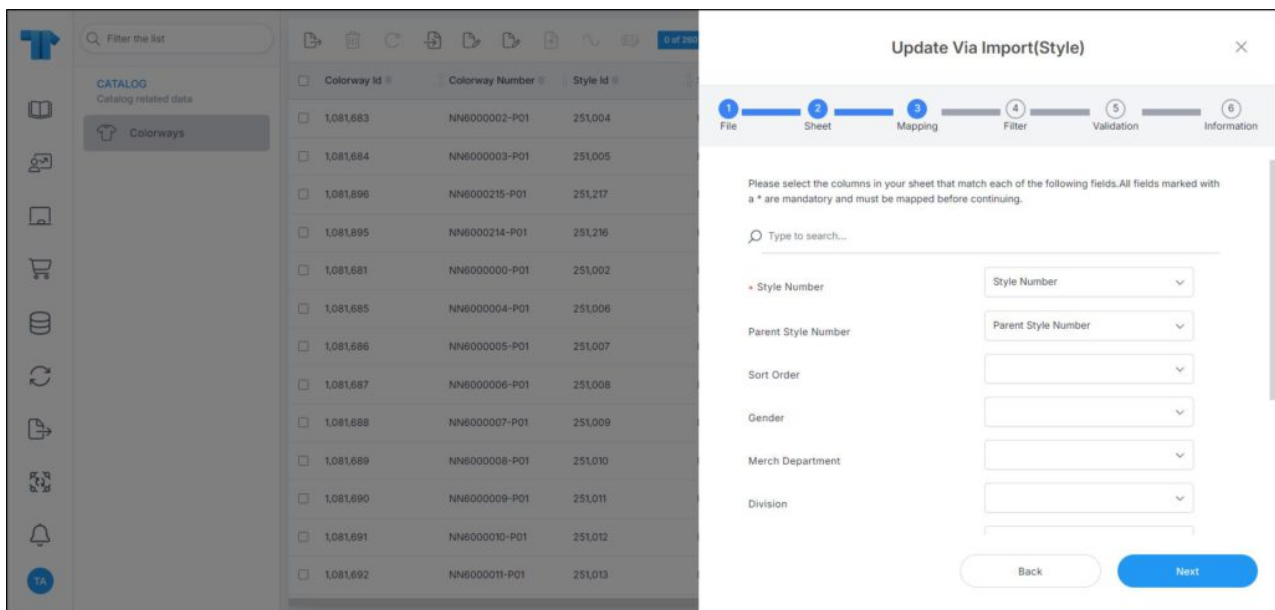 Filter the list
CATALOG
Catalog related data
Colorways
0 of 260
Colorway Id Colorway Number Style Id
1,081,683 NN6000002-P01 251,004
1,081,684 NN6000003-P01 251,005
1,081,896 NN6000215-P01 251,217
1,081,895 NN6000214-P01 251,216
1,081,681 NN6000000-P01 251,002
1,081,685 NN6000004-P01 251,006
1,081,686 NN6000005-P01 251,007
1,081,687 NN6000006-P01 251,008
1,081,688 NN6000007-P01 251,009
1,081,689 NN6000008-P01 251,010
1,081,690 NN6000009-P01 251,011
1,081,691 NN6000010-P01 251,012
1,081,692 NN6000011-P01 251,013
TA
Update Via Import(Style)
1 2 3 4 5 6
File Sheet Mapping Filter Validation Information
Please select the columns in your sheet that match each of the following fields.All fields marked with
a * are mandatory and must be mapped before continuing.
Type to search...
* Style Number Style Number
Parent Style Number Parent Style Number
Sort Order
Gender
Merch Department
Division
Back Next